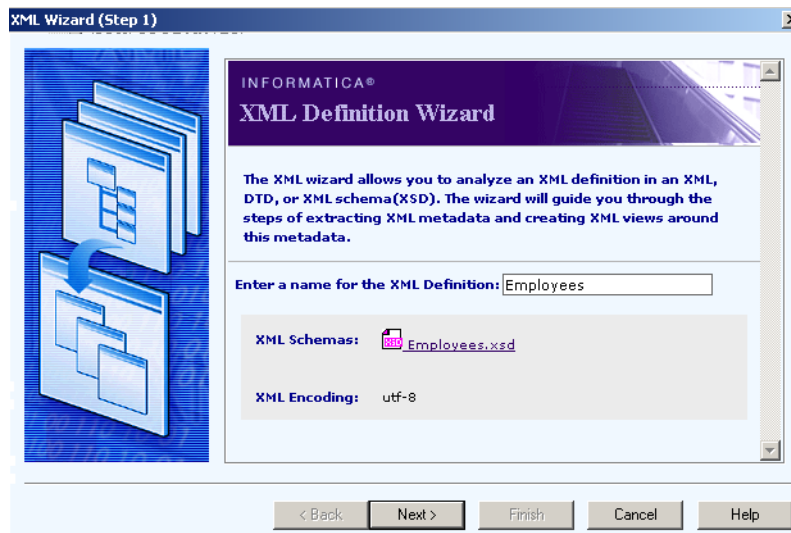 XML Wizard (Step 1)
INFORMATICA®
XML Definition Wizard
The XML wizard allows you to analyze an XML definition in an XML,
DTD, or XML schema(XSD). The wizard will guide you through the
steps of extracting XML metadata and creating XML views around
this metadata.
Enter a name for the XML Definition: Employees
XML Schemas: XSD Employees.xsd
XML Encoding: utf-8
< Back Next > Finish Cancel Help